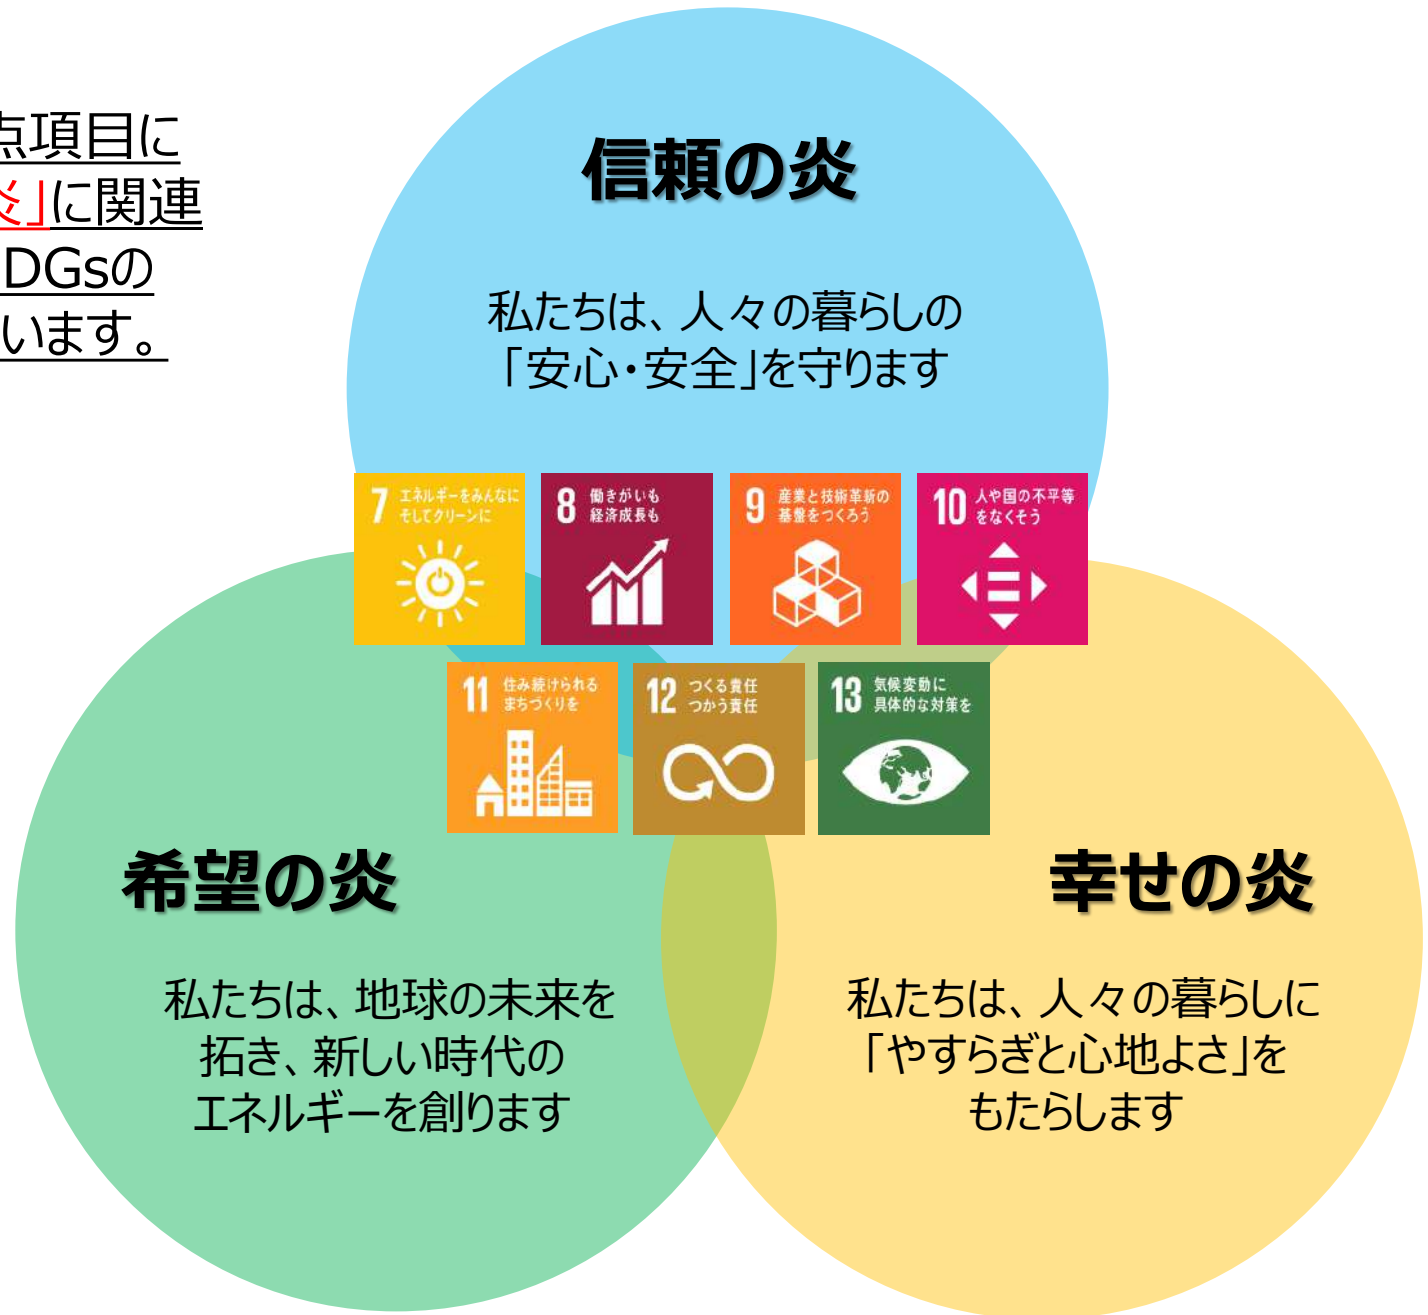 点項目に
炎」に関連
DGsの
います。
信頼の炎
私たちは、人々の暮らしの
「安心・安全」を守ります
7 エネルギーをみんなに
そしてクリーンに
8 働きがいも
経済成長も
9 産業と技術革新の
基盤をつくろう
10 人や国の不平等
をなくそう
11 住み続けられる
まちづくりを
12 つくる責任
つかう責任
13 気候変動に
具体的な対策を
希望の炎
私たちは、地球の未来を
拓き、新しい時代の
エネルギーを創ります
幸せの炎
私たちは、人々の暮らしに
「やすらぎと心地よさ」を
もたらします